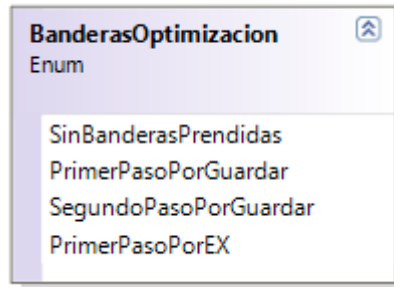 BanderasOptimizacion
Enum
SinBanderasPrendidas
PrimerPasoPorGuardar
SegundoPasoPorGuardar
PrimerPasoPorEX